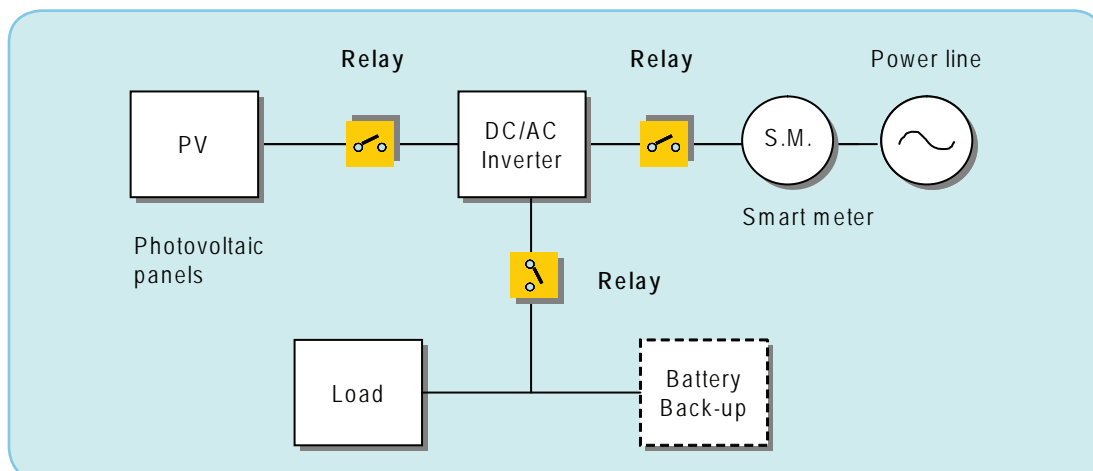 Relay
Relay
Power line
PV
DC/AC
Inverter
S.M.
Photovoltaic
panels
Smart meter
Relay
Load
Battery
Back-up